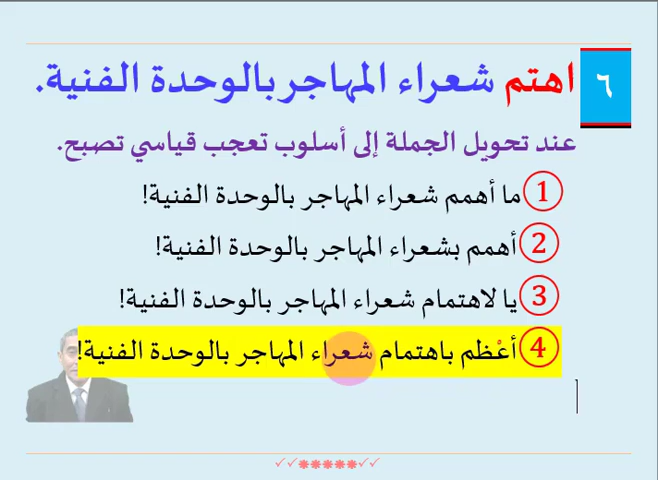 ٦
اهتم شعراء المهاجر بالوحدة الفنية.
عند تحويل الجملة إلى أسلوب تعجب قياسي تصبح.
1 ما أهمم شعراء المهاجر بالوحدة الفنية!
2 أهمم بشعراء المهاجر بالوحدة الفنية!
3 يا لاهتمام شعراء المهاجر بالوحدة الفنية!
4 أعْظم باهتمام شعراء المهاجر بالوحدة الفنية!